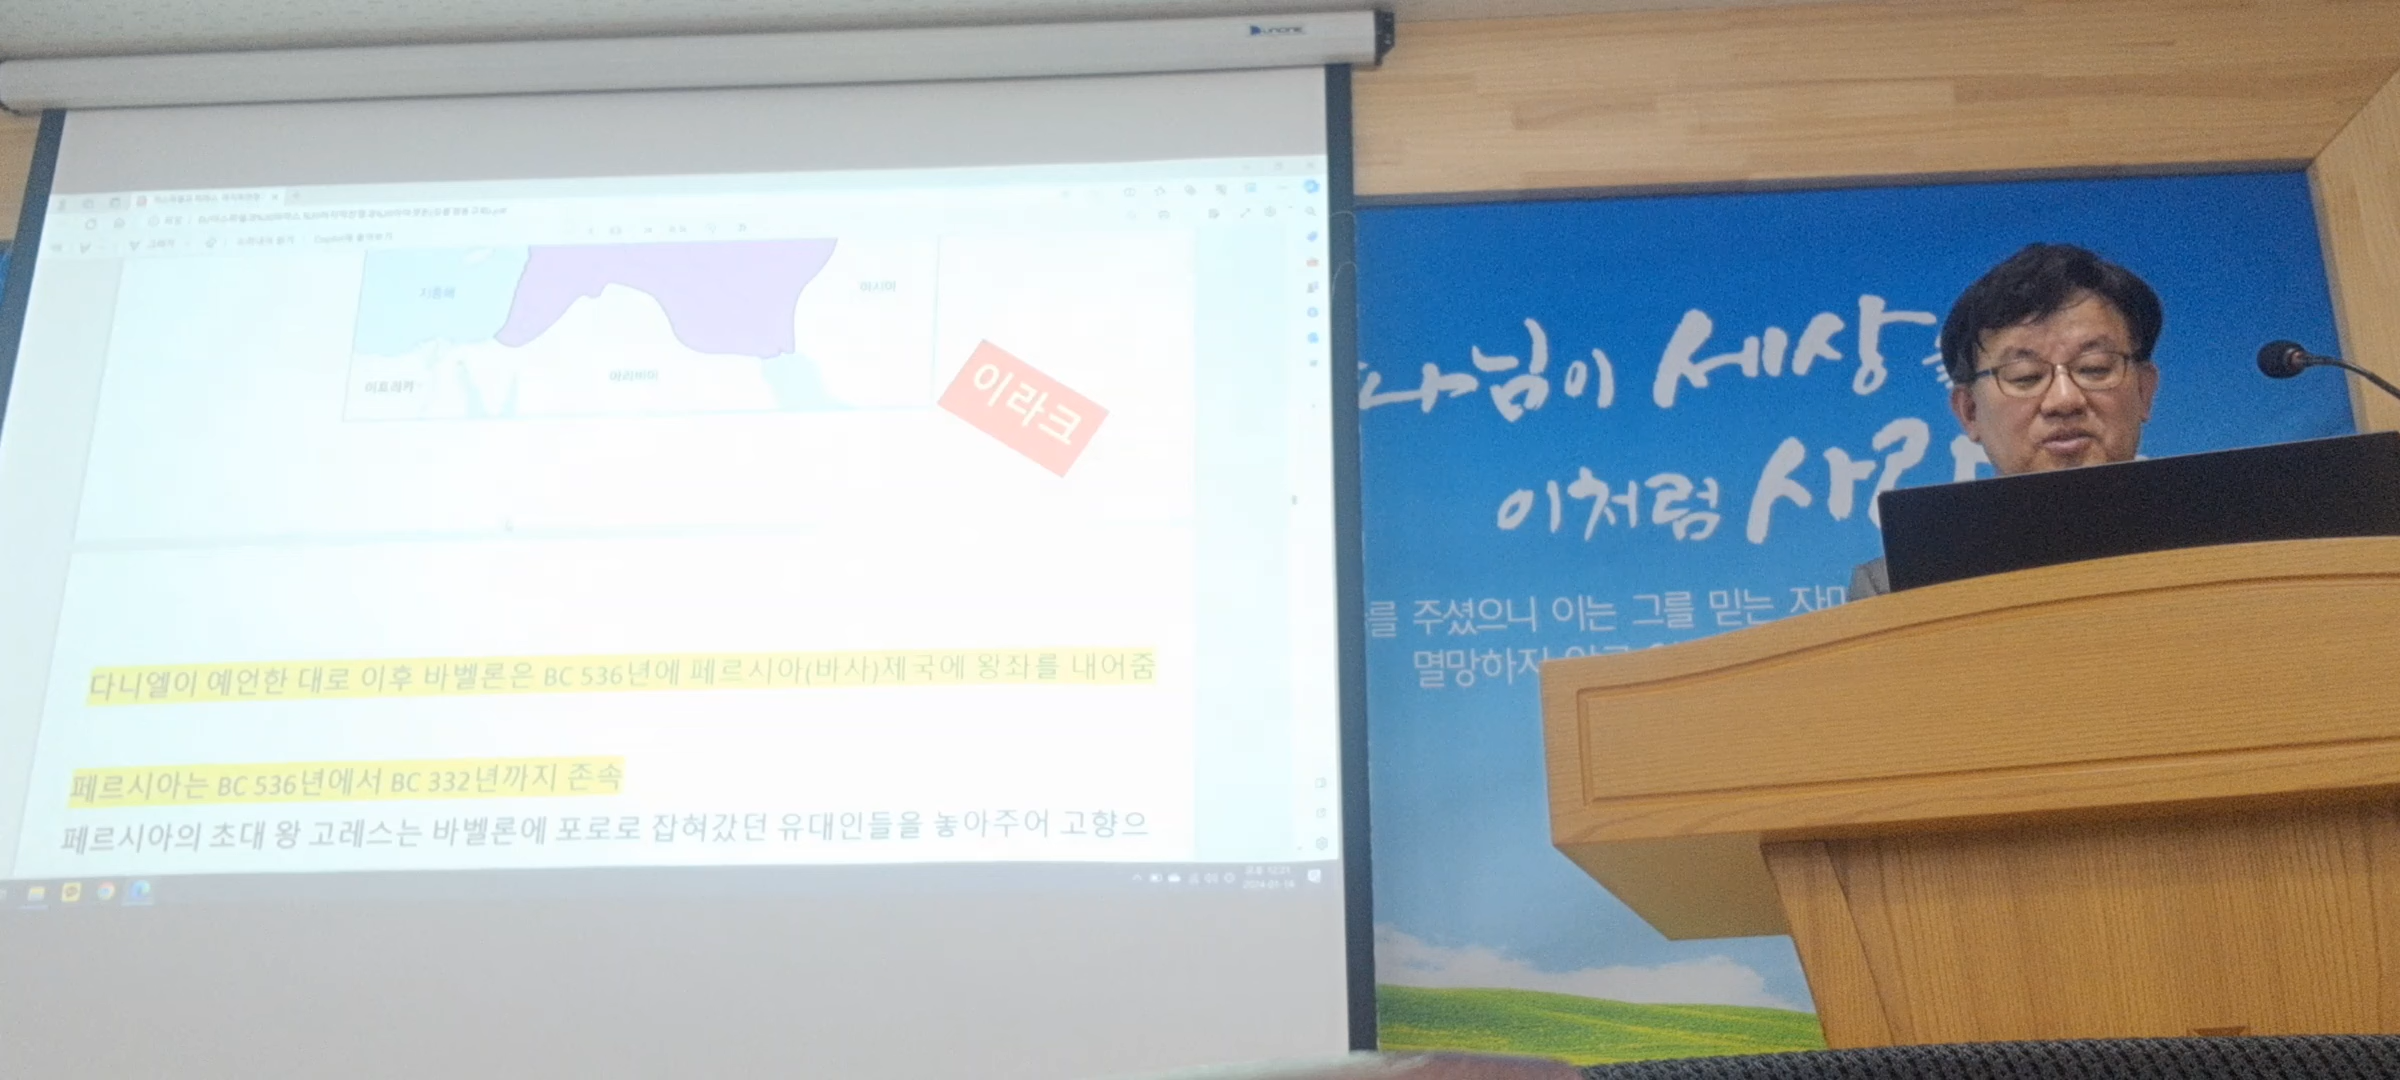 지중해
아시아
아프리카
아라비아
이라크
다니엘이 예언한 대로 이후 바벨론은 BC 536년에 페르시아(바사)제국에 왕좌를 내어줌
페르시아는 BC 536년에서 BC 332년까지 존속
페르시아의 초대 왕 고레스는 바벨론에 포로로 잡혀갔던 유대인들을 놓아주어 고향으
나님이 세상
이처럼 사
를 주셨으니 이는 그를 믿는 자마
멸망하지